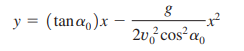 y = (tan α₀)x − g / (2v₀² cos² α₀) x²